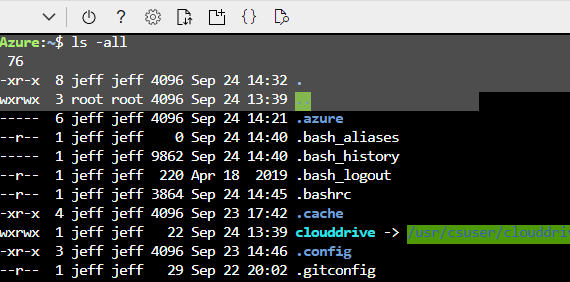 Azure:~$ ls -all
76
-xr-x 8 jeff jeff 4096 Sep 24 14:32 .
wxrwx 3 root root 4096 Sep 24 13:39 ..
----- 6 jeff jeff 4096 Sep 24 14:21 .azure
--r-- 1 jeff jeff 0 Sep 24 14:40 .bash_aliases
----- 1 jeff jeff 9862 Sep 24 14:40 .bash_history
--r-- 1 jeff jeff 220 Apr 18 2019 .bash_logout
--r-- 1 jeff jeff 3864 Sep 24 14:45 .bashrc
-xr-x 4 jeff jeff 4096 Sep 23 17:42 .cache
wxrwx 1 jeff jeff 22 Sep 24 13:39 clouddrive -> /usr/csuser/clouddri
-xr-x 3 jeff jeff 4096 Sep 23 14:46 .config
--r-- 1 jeff jeff 29 Sep 22 20:02 .gitconfig